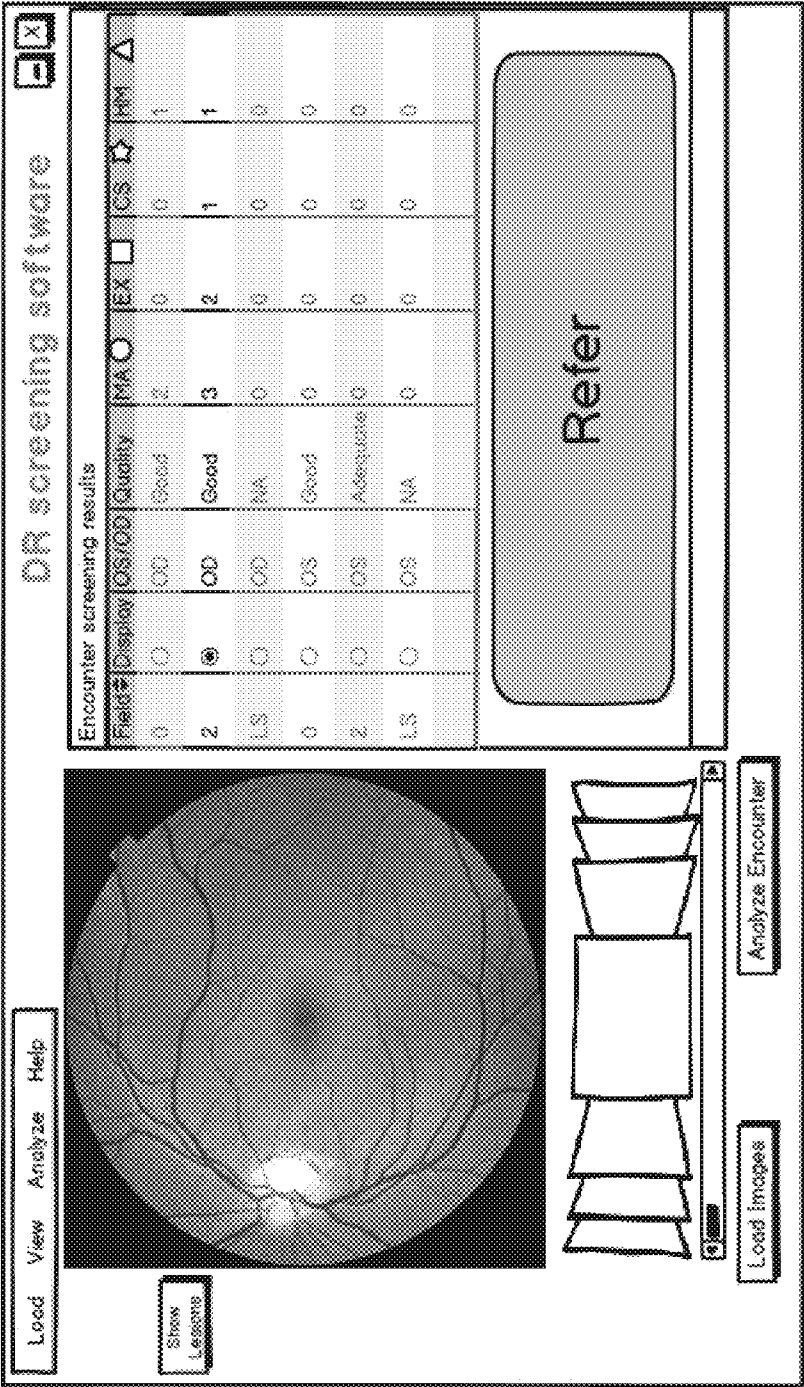 DR screening software
Load View Analyze Help
Show
Lesions
Encounter screening results
Field Display OS/OD Quality MA EX CS HM
0 OD Good 2 0 0 1
2 OD Good 3 2 1 1
LS OD NA 0 0 0 0
0 OS Good 0 0 0 0
2 OS Adequate 0 0 0 0
LS OS NA 0 0 0 0
Refer
Load Images
Analyze Encounter